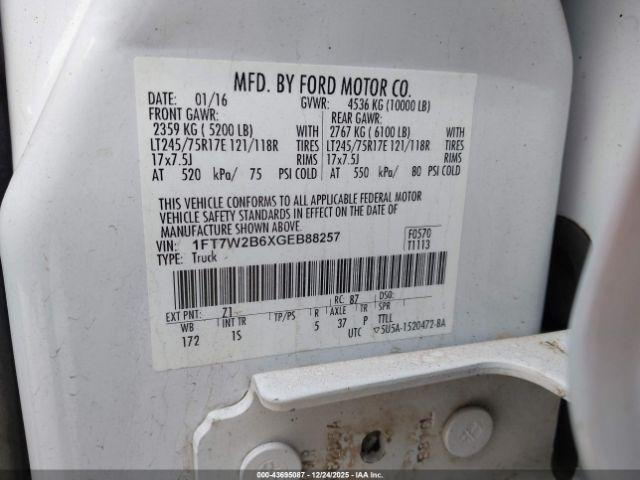 MFD. BY FORD MOTOR CO.
DATE: 01/16 GVWR: 4536 KG (10000 LB)
FRONT GAWR: REAR GAWR:
2359 KG ( 5200 LB) WITH 2767 KG ( 6100 LB) WITH
LT245/75R17E 121/118R TIRES LT245/75R17E 121/118R TIRES
17x7.5J RIMS 17x7.5J RIMS
AT 520 kPa/ 75 PSI COLD AT 550 kPa/ 80 PSI COLD
THIS VEHICLE CONFORMS TO ALL APPLICABLE FEDERAL MOTOR
VEHICLE SAFETY STANDARDS IN EFFECT ON THE DATE OF
MANUFACTURE SHOWN ABOVE.
VIN: 1FT7W2B6XGEB88257 F0570
TYPE: Truck T1113
EXT PNT: Z1 RC: 87 DSO:
WB INT TR TP/PS R AXLE TR SPR
172 1S 5 37 P TTLL
UTC 5U5A-1520472-BA
000-43695087 - 12/24/2025 - IAAI.COM